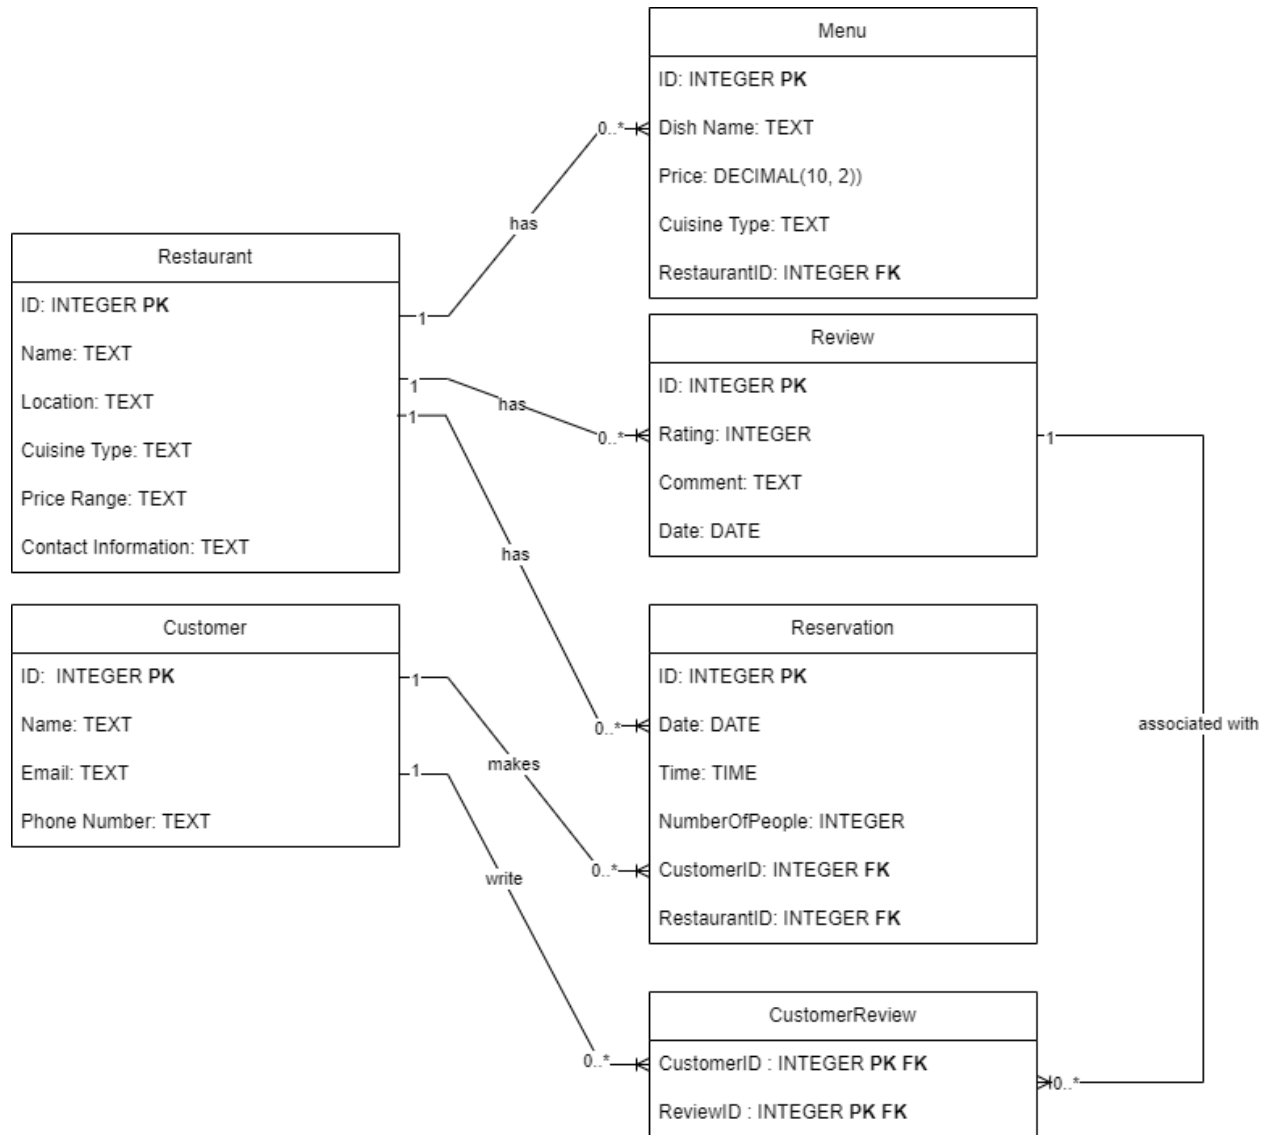 Menu
ID: INTEGER PK
Dish Name: TEXT
Price: DECIMAL(10, 2))
Cuisine Type: TEXT
RestaurantID: INTEGER FK
0..*
has
1
Restaurant
ID: INTEGER PK
Name: TEXT
Location: TEXT
Cuisine Type: TEXT
Price Range: TEXT
Contact Information: TEXT
Review
ID: INTEGER PK
Rating: INTEGER
Comment: TEXT
Date: DATE
1
has
0..*
1
has
0..*
1
associated with
0..*
Customer
ID: INTEGER PK
Name: TEXT
Email: TEXT
Phone Number: TEXT
1
makes
0..*
1
write
0..*
Reservation
ID: INTEGER PK
Date: DATE
Time: TIME
NumberOfPeople: INTEGER
CustomerID: INTEGER FK
RestaurantID: INTEGER FK
CustomerReview
CustomerID : INTEGER PK FK
ReviewID : INTEGER PK FK